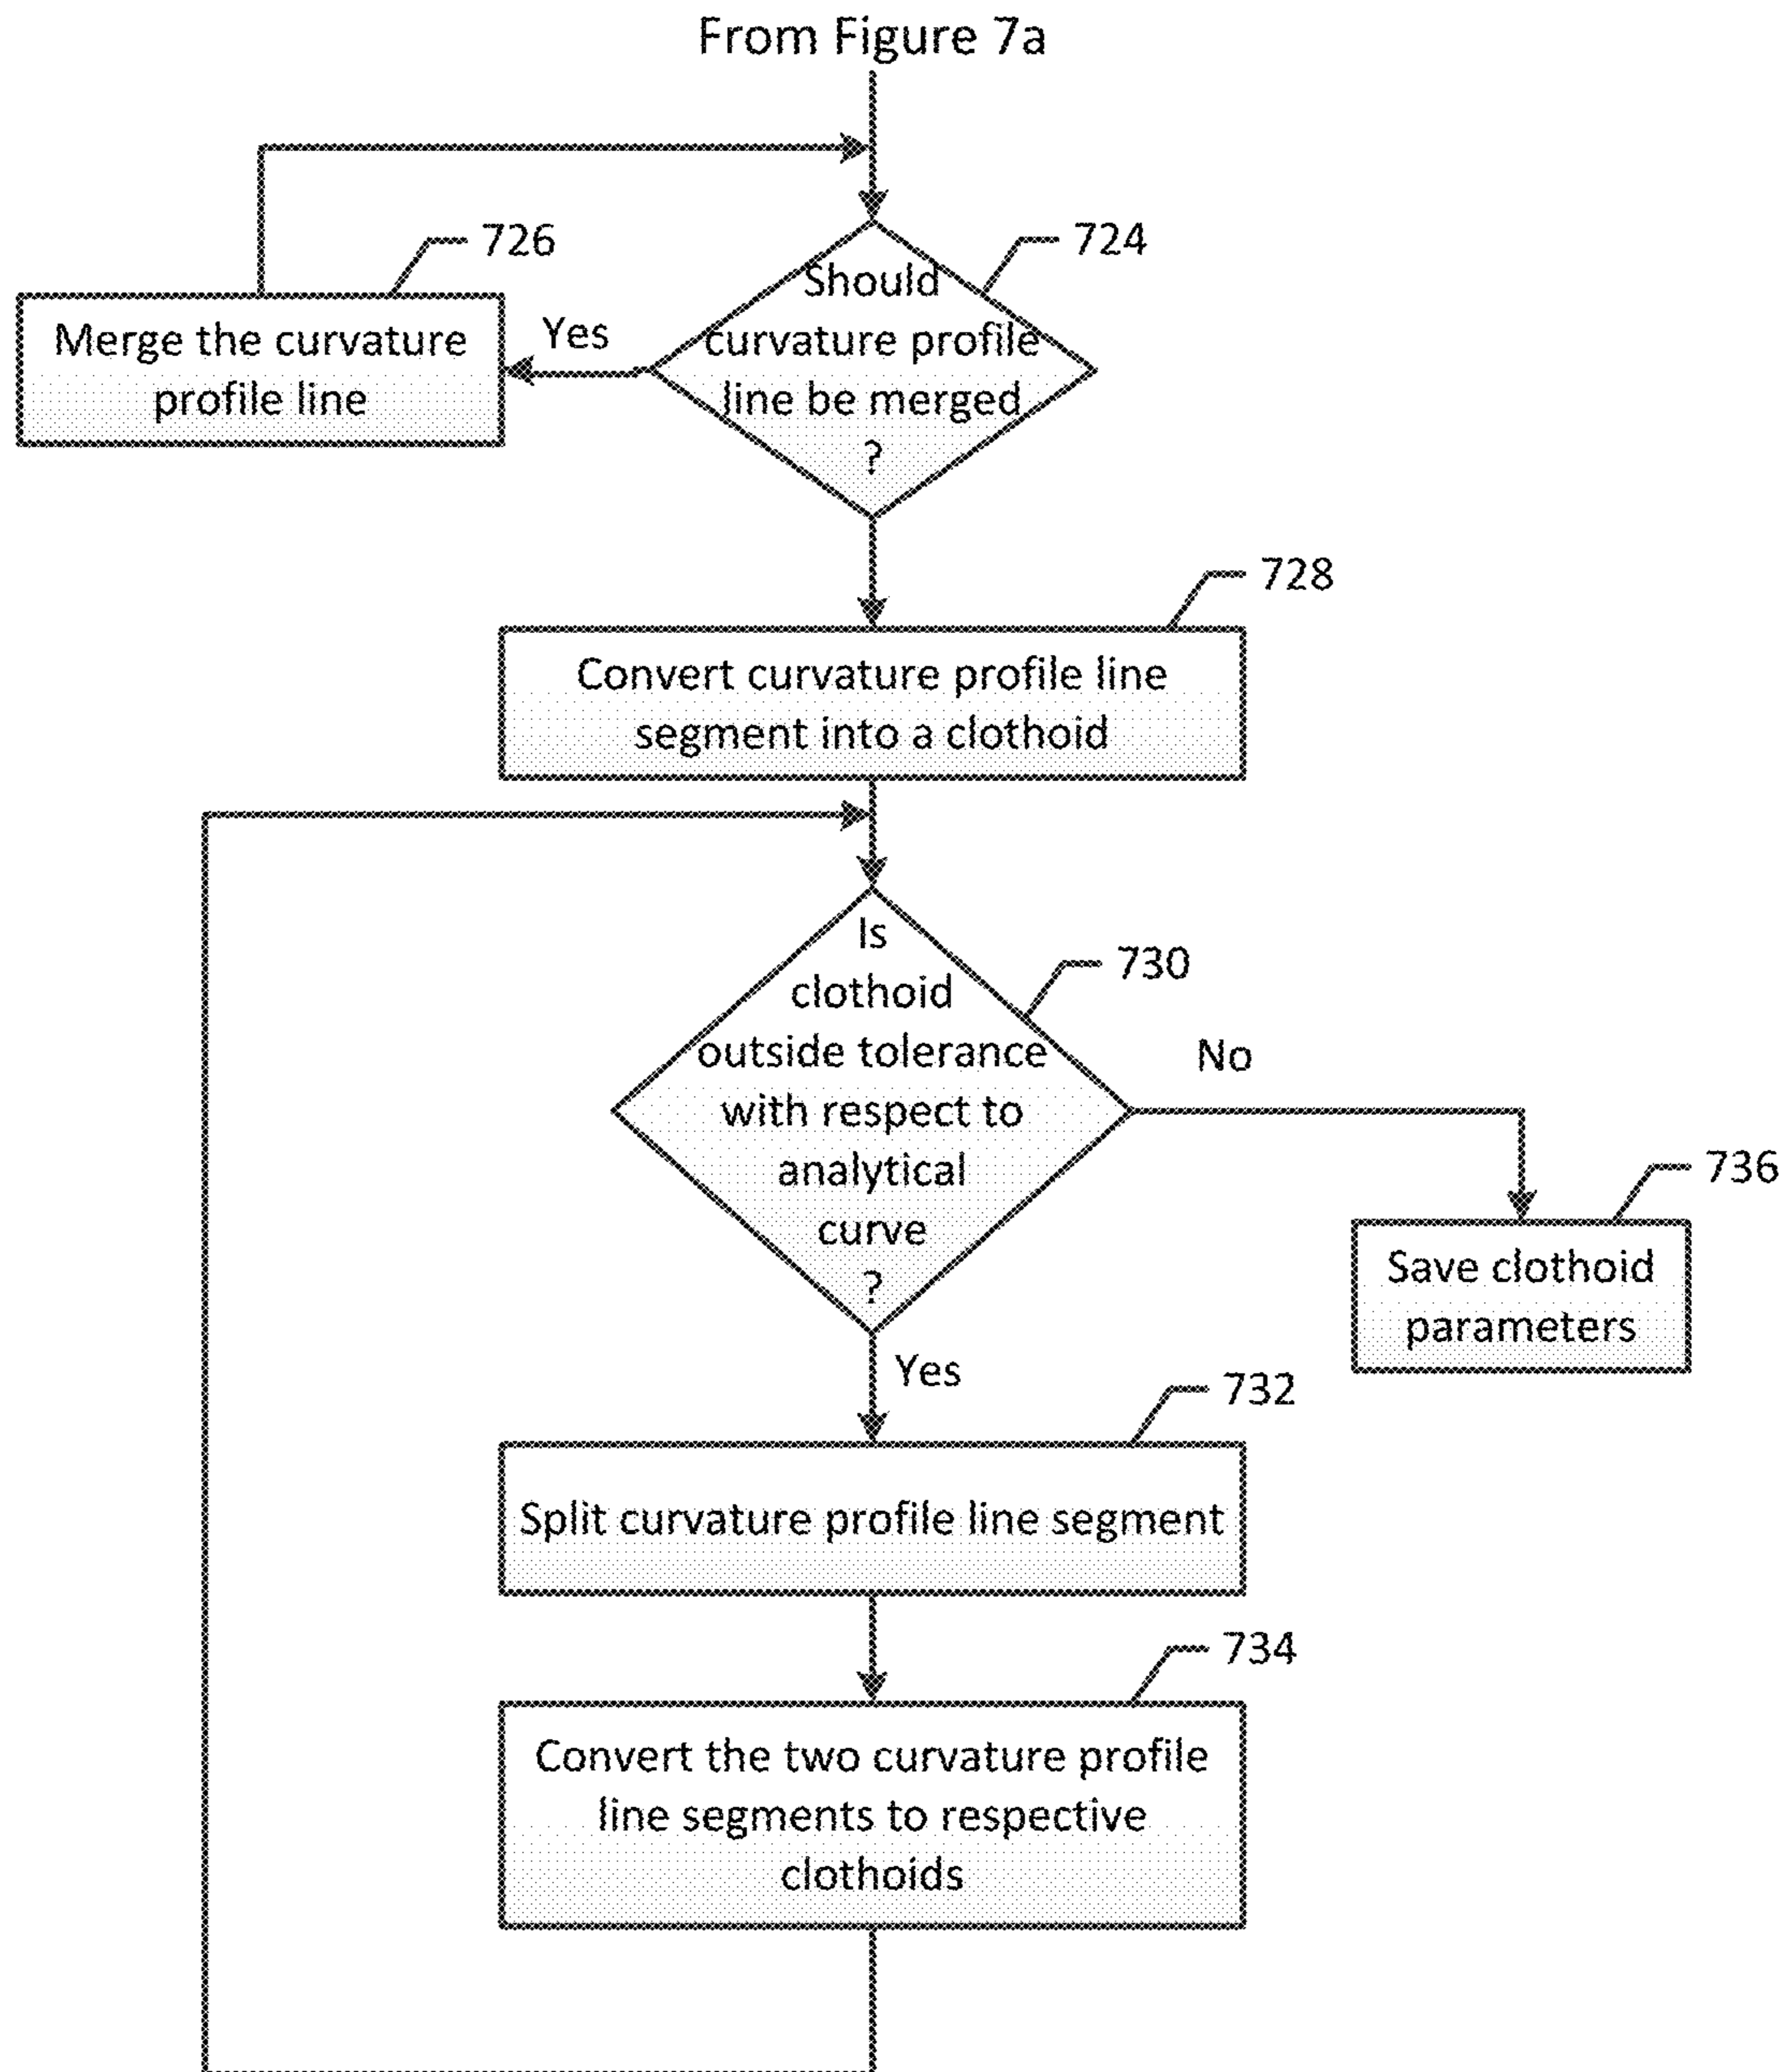 From Figure 7a
726
724
Should
curvature profile
line be merged
?
Yes
Merge the curvature
profile line
728
Convert curvature profile line
segment into a clothoid
730
Is
clothoid
outside tolerance
with respect to
analytical
curve
?
No
736
Save clothoid
parameters
Yes
732
Split curvature profile line segment
734
Convert the two curvature profile
line segments to respective
clothoids